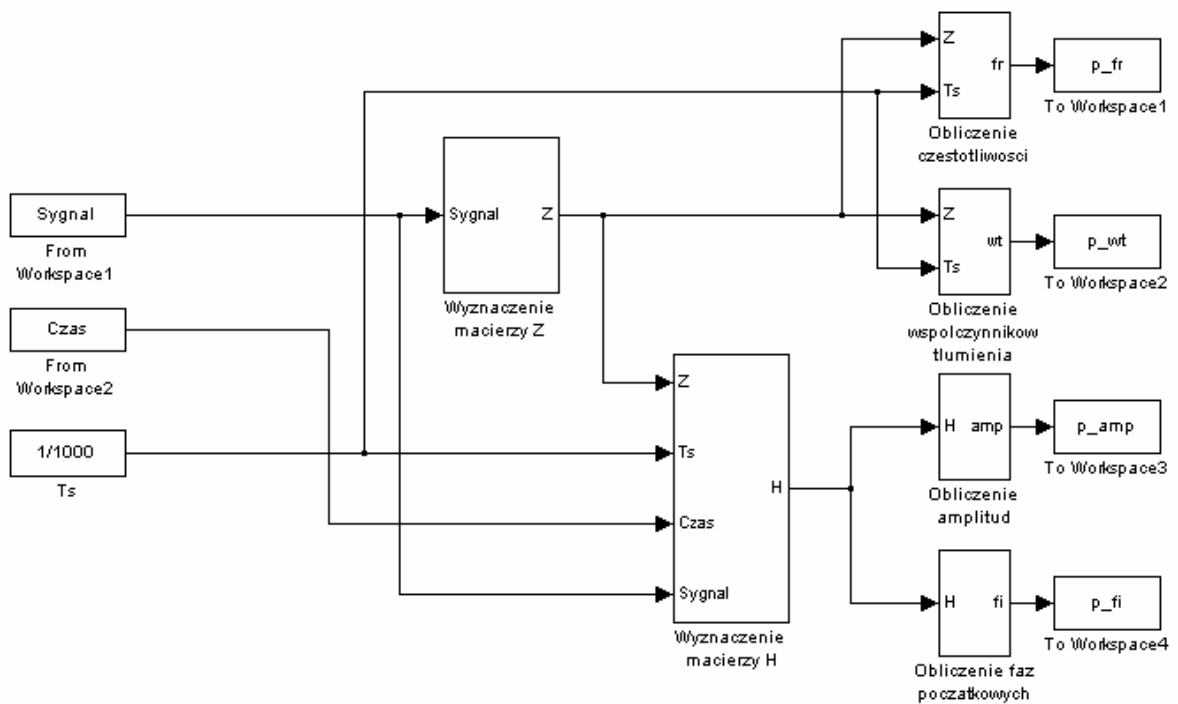 Z
fr
Ts
Obliczenie
czestotliwosci
p_fr
To Workspace1
Sygnal
From
Workspace1
Sygnal
Z
Wyznaczenie
macierzy Z
Z
wt
Ts
Obliczenie
wspolczynnikow
tlumienia
p_wt
To Workspace2
Czas
From
Workspace2
1/1000
Ts
Z
Ts
Czas
Sygnal
H
Wyznaczenie
macierzy H
H
amp
Obliczenie
amplitud
p_amp
To Workspace3
H
fi
Obliczenie faz
poczatkowych
p_fi
To Workspace4